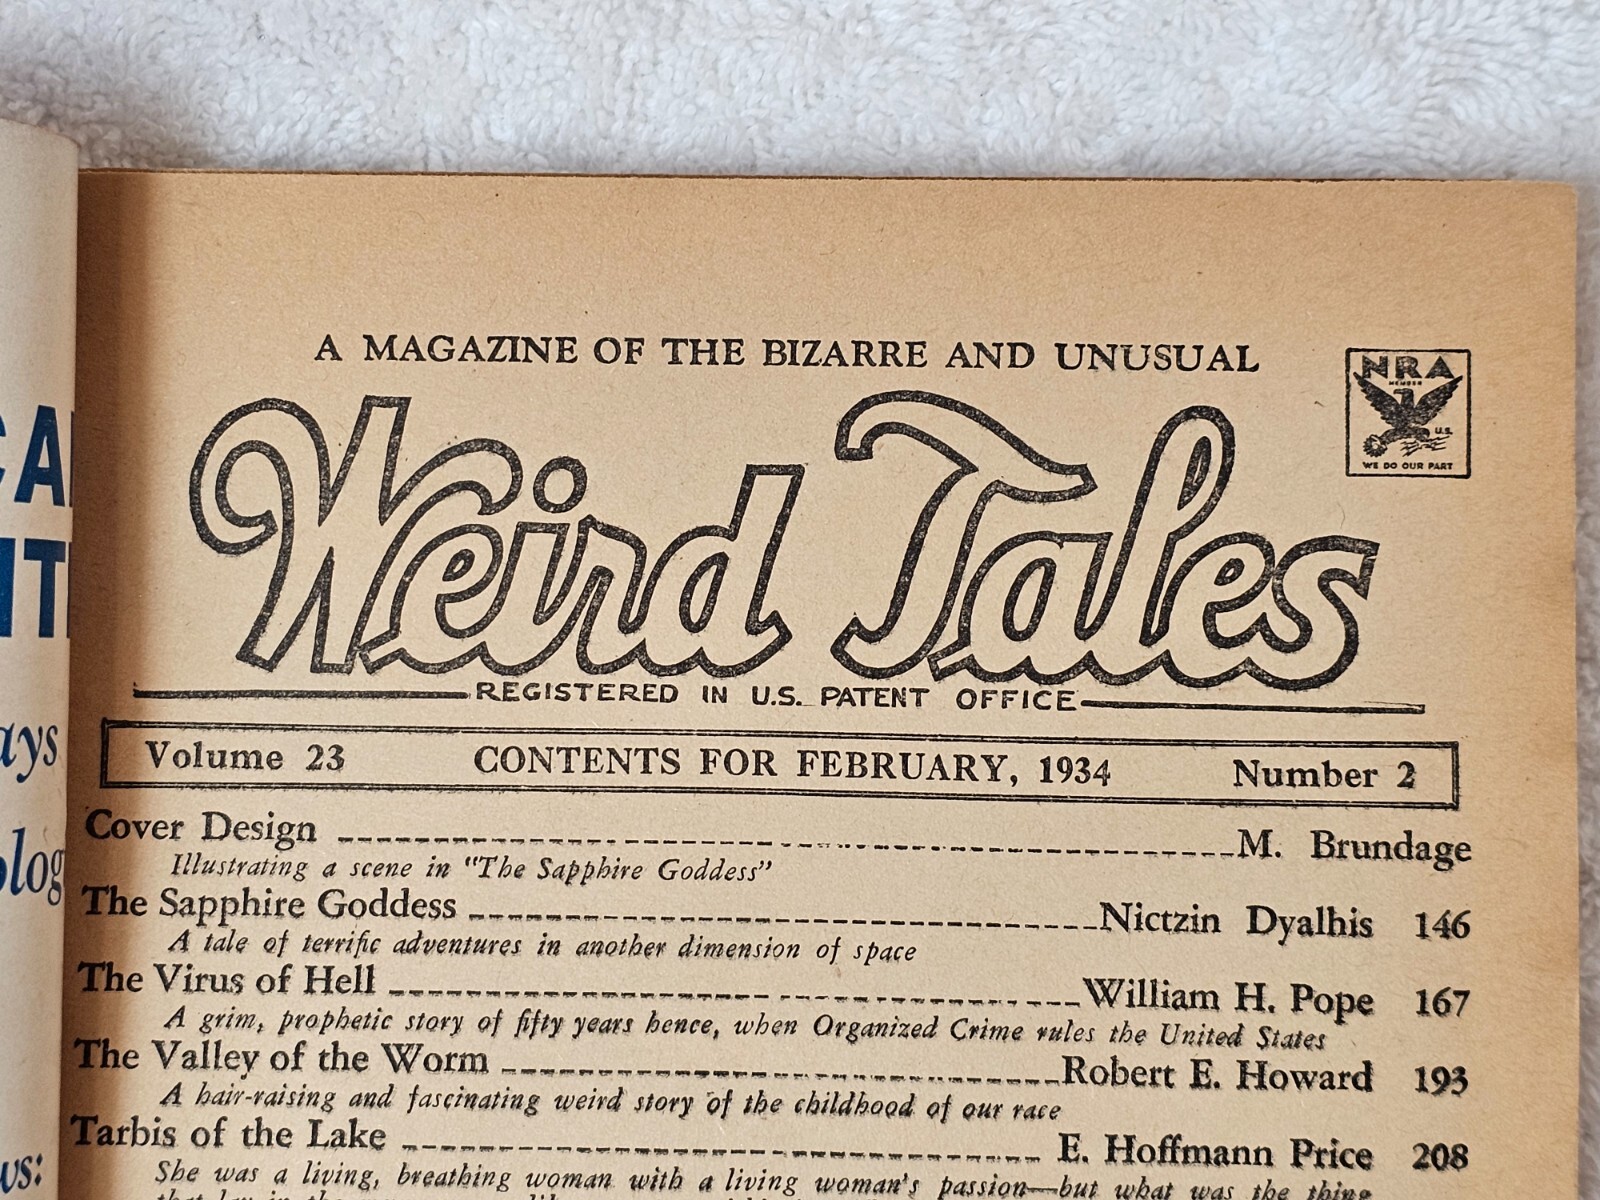 A MAGAZINE OF THE BIZARRE AND UNUSUAL
NRA
MEMBER
U.S.
WE DO OUR PART
Weird Tales
REGISTERED IN U.S. PATENT OFFICE
Volume 23 CONTENTS FOR FEBRUARY, 1934 Number 2
Cover Design M. Brundage
Illustrating a scene in "The Sapphire Goddess"
The Sapphire Goddess Nictzin Dyalhis 146
A tale of terrific adventures in another dimension of space
The Virus of Hell William H. Pope 167
A grim, prophetic story of fifty years hence, when Organized Crime rules the United States
The Valley of the Worm Robert E. Howard 193
A hair-raising and fascinating weird story of the childhood of our race
Tarbis of the Lake E. Hoffmann Price 208
She was a living, breathing woman with a living woman's passion—but what was the thing